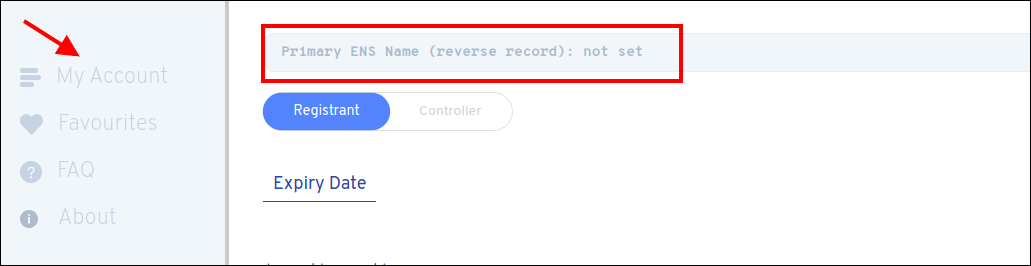 My Account
Favourites
FAQ
About
Primary ENS Name (reverse record): not set
Registrant
Controller
Expiry Date